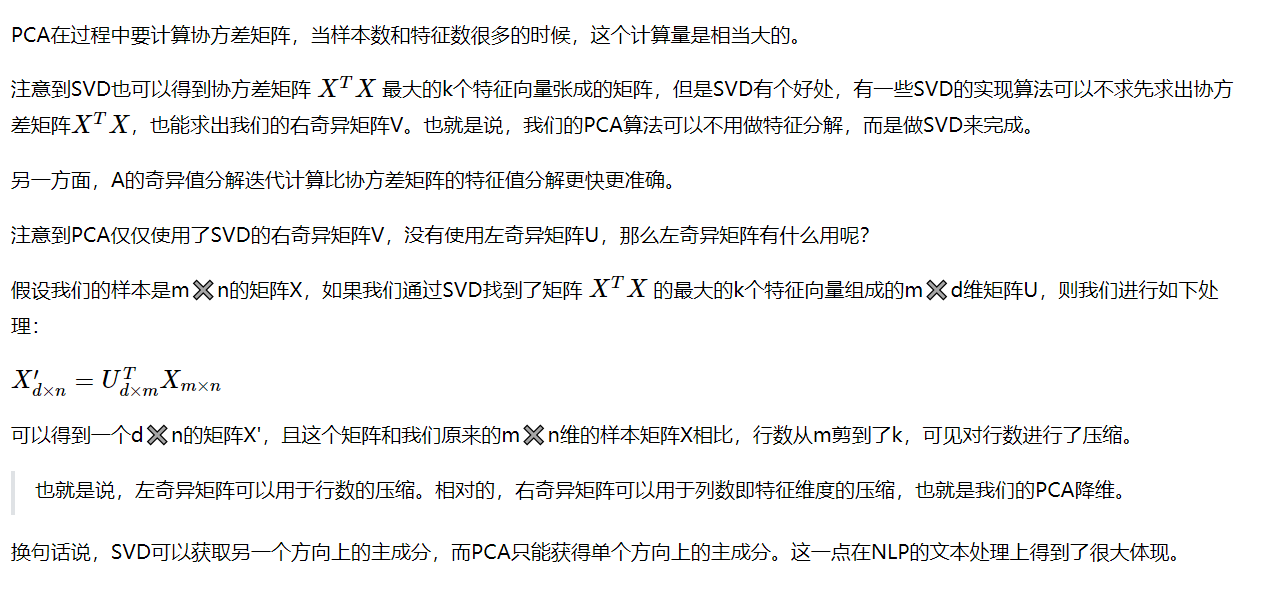 PCA在过程中要计算协方差矩阵，当样本数和特征数很多的时候，这个计算量是相当大的。
注意到SVD也可以得到协方差矩阵 $X^T X$ 最大的k个特征向量张成的矩阵，但是SVD有个好处，有一些SVD的实现算法可以不求先求出协方
差矩阵$X^T X$，也能求出我们的右奇异矩阵V。也就是说，我们的PCA算法可以不用做特征分解，而是做SVD来完成。
另一方面，A的奇异值分解迭代计算比协方差矩阵的特征值分解更快更准确。
注意到PCA仅仅使用了SVD的右奇异矩阵V，没有使用左奇异矩阵U，那么左奇异矩阵有什么用呢？
假设我们的样本是m✖n的矩阵X，如果我们通过SVD找到了矩阵 $X^T X$ 的最大的k个特征向量组成的m✖d维矩阵U，则我们进行如下处
理：
$X'_{d×n} = U^T_{d×m} X_{m×n}$
可以得到一个d✖n的矩阵X'，且这个矩阵和我们原来的m✖n维的样本矩阵X相比，行数从m剪到了k，可见对行数进行了压缩。
也就是说，左奇异矩阵可以用于行数的压缩。相对的，右奇异矩阵可以用于列数即特征维度的压缩，也就是我们的PCA降维。
换句话说，SVD可以获取另一个方向上的主成分，而PCA只能获得单个方向上的主成分。这一点在NLP的文本处理上得到了很大体现。